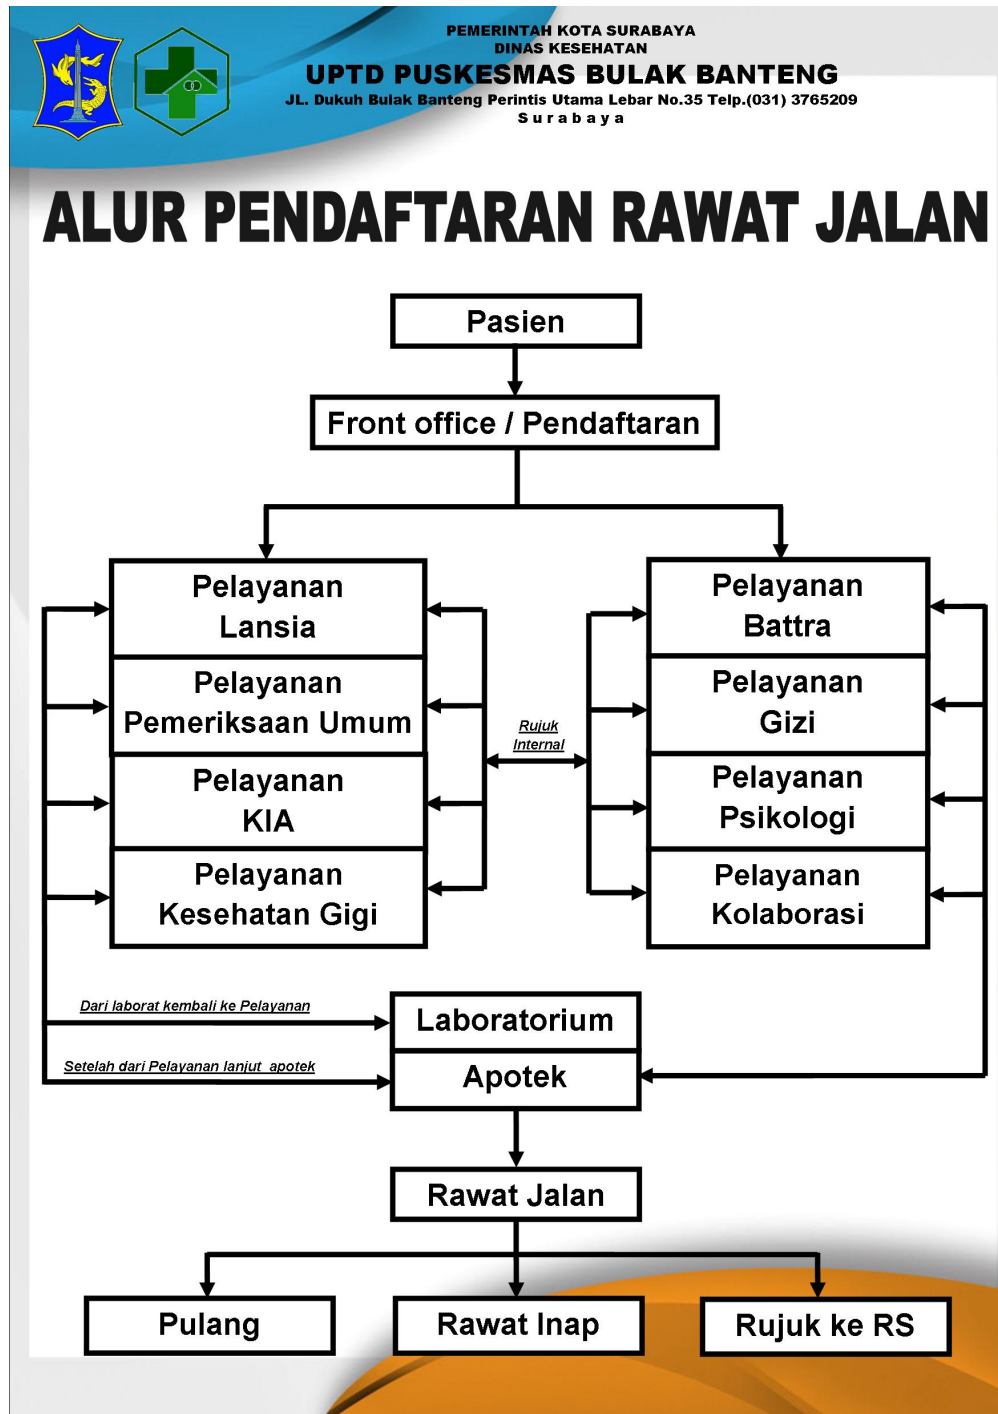 PEMERINTAH KOTA SURABAYA
DINAS KESEHATAN
UPTD PUSKESMAS BULAK BANTENG
JL. Dukuh Bulak Banteng Perintis Utama Lebar No.35 Telp.(031) 3765209
Surabaya
ALUR PENDAFTARAN RAWAT JALAN
Pasien
Front office / Pendaftaran
Pelayanan
Lansia
Pelayanan
Pemeriksaan Umum
Pelayanan
KIA
Pelayanan
Kesehatan Gigi
Rujuk
Internal
Pelayanan
Battra
Pelayanan
Gizi
Pelayanan
Psikologi
Pelayanan
Kolaborasi
Dari laborat kembali ke Pelayanan
Laboratorium
Setelah dari Pelayanan lanjut apotek
Apotek
Rawat Jalan
Pulang
Rawat Inap
Rujuk ke RS